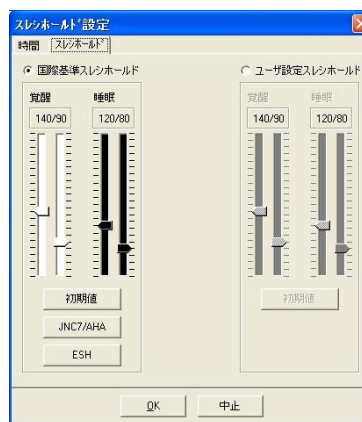 スレシホールド設定
時間 スレシホールド
国際基準スレシホールド
ユーザ設定スレシホールド
覚醒 睡眠
140/90 120/80
覚醒 睡眠
140/90 120/80
初期値
JNC7/AHA
ESH
初期値
OK 中止